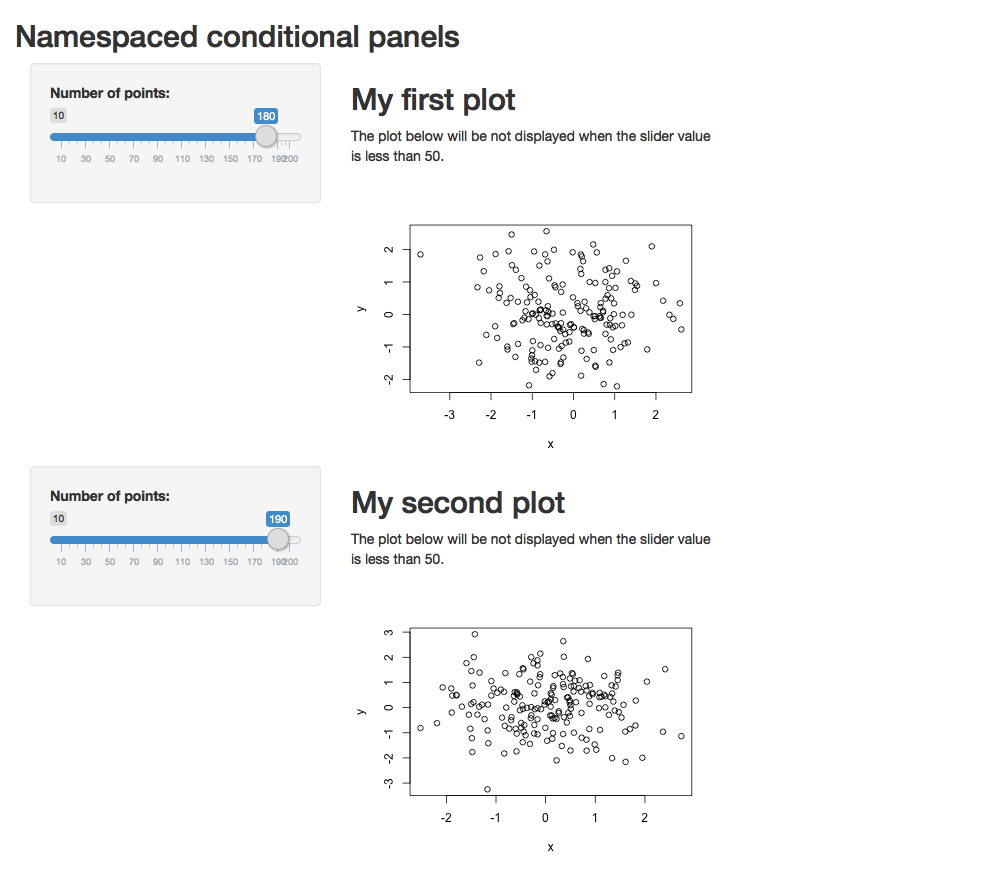 Namespaced conditional panels
Number of points:
10 180
10 30 50 70 90 110 130 150 170 190 200
My first plot
The plot below will be not displayed when the slider value
is less than 50.
y
2
1
0
-1
-2
-3 -2 -1 0 1 2
x
Number of points:
10 190
10 30 50 70 90 110 130 150 170 190 200
My second plot
The plot below will be not displayed when the slider value
is less than 50.
y
3
2
1
0
-1
-2
-3
-2 -1 0 1 2
x